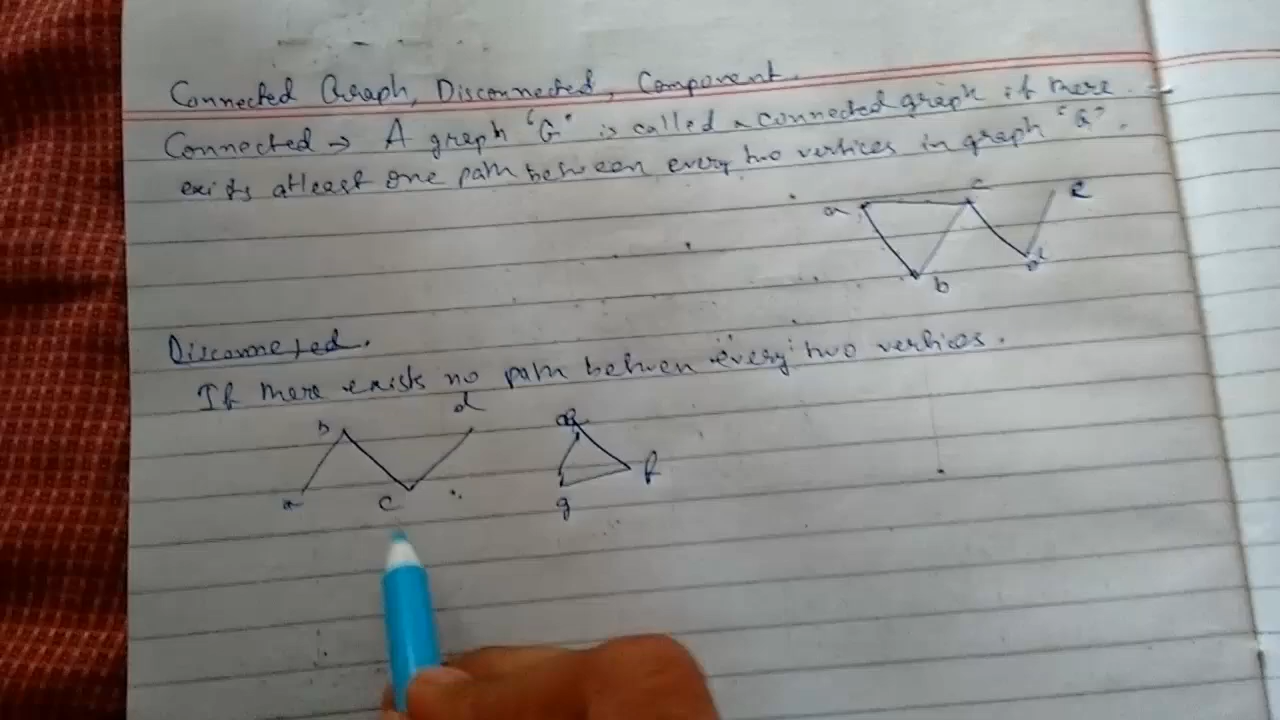 Connected Graph, Disconnected, Component.
Connected → A graph "G" is called a connected graph if there
exists atleast one path between every two vertices in graph "G".
a c e
b d
Disconnected.
If there exists no path between "every" two vertices.
b d
a c g f